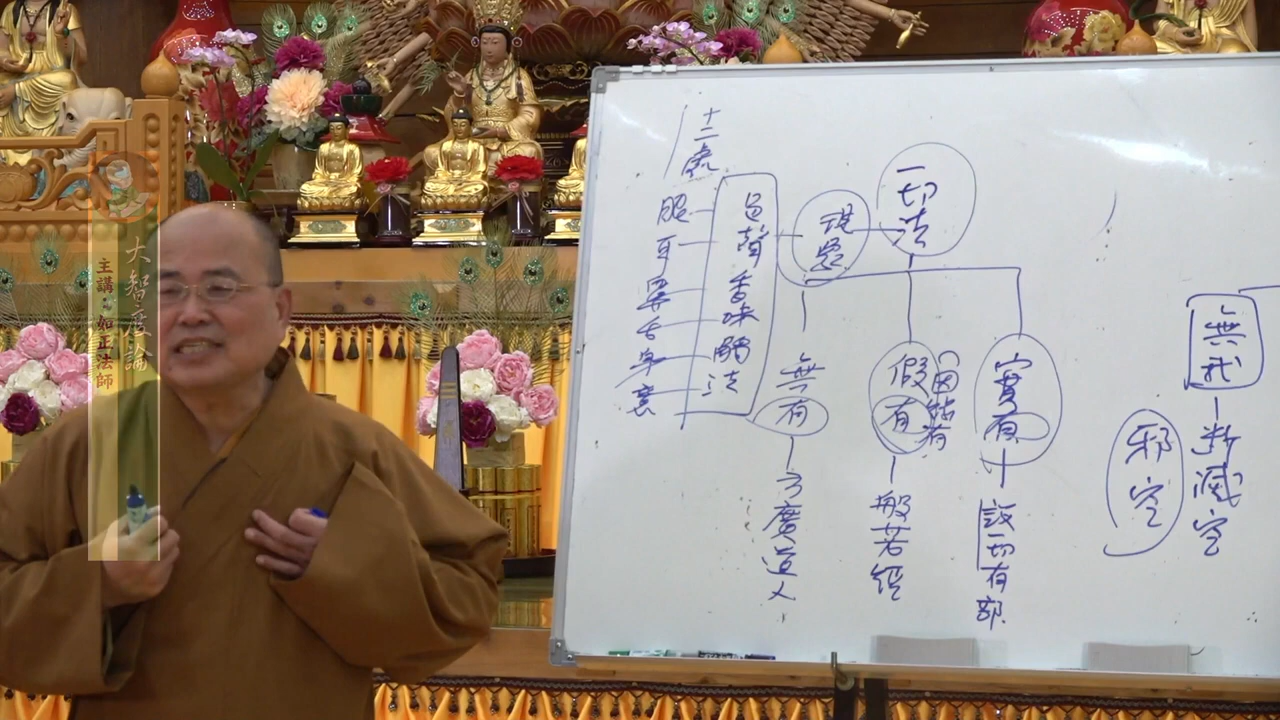 大智度論
主講：如正法師
十二處
眼
耳
鼻
舌
身
意
色
聲
香
味
觸
法
現象
一切法
無有
方廣道人
假有
因緣有
般若經
實有
說一切有部
無我
斷滅空
邪空